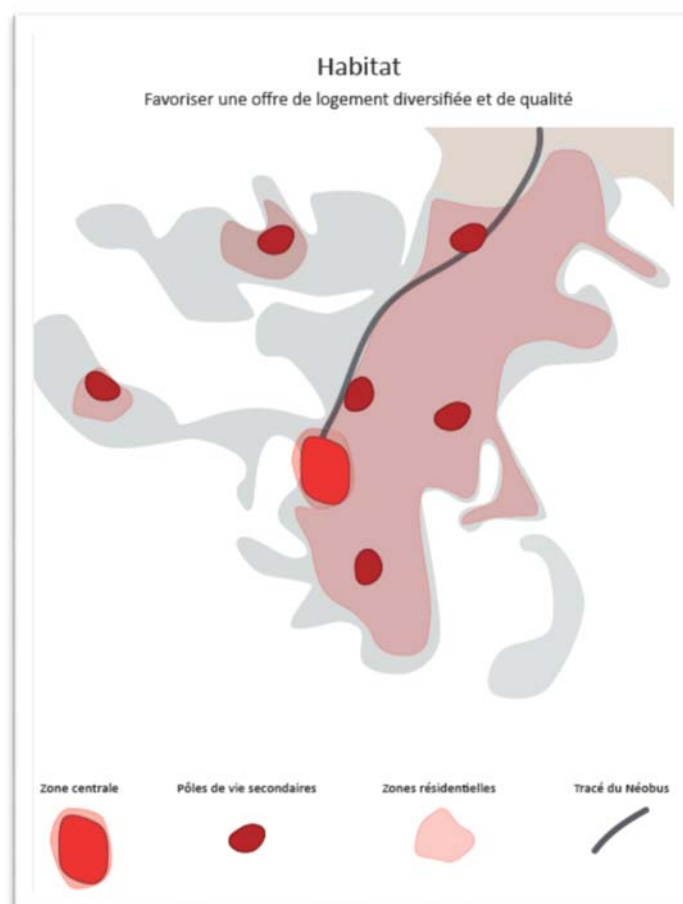 Habitat
Favoriser une offre de logement diversifiée et de qualité
Zone centrale
Pôles de vie secondaires
Zones résidentielles
Tracé du Néobus